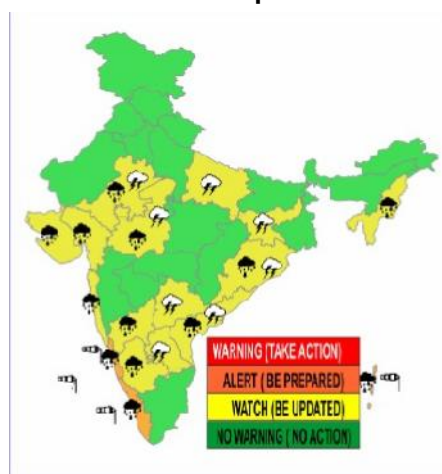 WARNING (TAKE ACTION)
ALERT ( BE PREPARED)
WATCH (BE UPDATED)
NO WARNING ( NO ACTION)